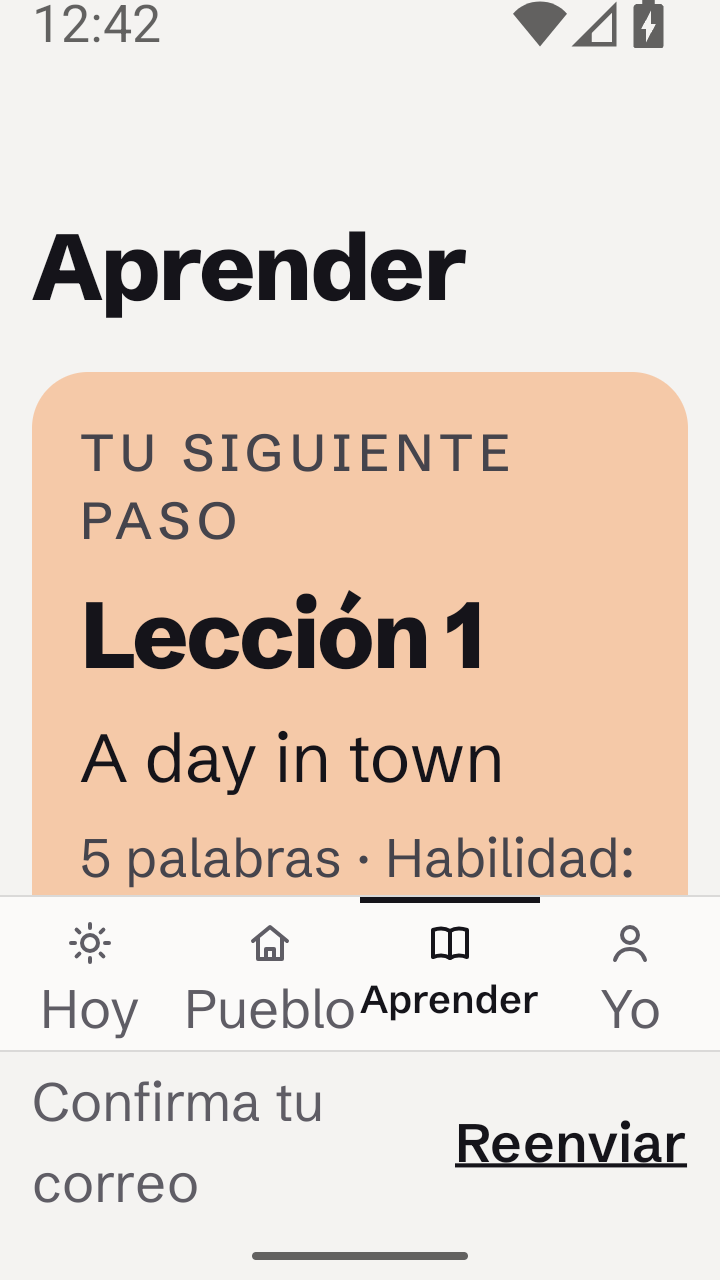 12:42
Aprender
TU SIGUIENTE
PASO
Lección 1
A day in town
5 palabras · Habilidad:
Hoy
Pueblo
Aprender
Yo
Confirma tu
correo
Reenviar